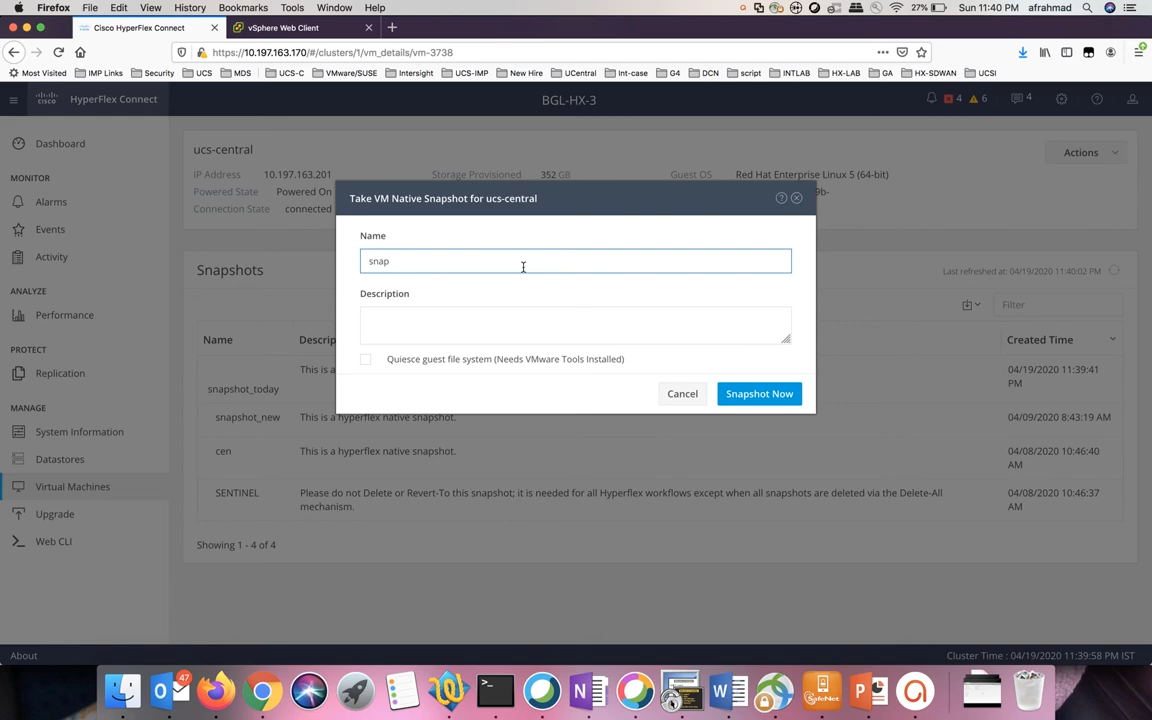 Firefox File Edit View History Bookmarks Tools Window Help 27% Sun 11:40 PM afrahmad
Cisco HyperFlex Connect vSphere Web Client
https://10.197.163.170/#/clusters/1/vm_details/vm-3738
Most Visited IMP Links Security UCS MDS UCS-C VMware/SUSE Intersight UCS-IMP New Hire UCentral Int-case G4 DCN script INTLAB HX-LAB GA HX-SDWAN UCSI
CISCO HyperFlex Connect BGL-HX-3 4 6 4
Dashboard
MONITOR
Alarms
Events
Activity
ANALYZE
Performance
PROTECT
Replication
MANAGE
System Information
Datastores
Virtual Machines
Upgrade
Web CLI
About
ucs-central Actions
IP Address 10.197.163.201 Storage Provisioned 352 GB Guest OS Red Hat Enterprise Linux 5 (64-bit)
Powered State Powered On 9b-
Connection State connected
Take VM Native Snapshot for ucs-central
Name
snap
Description
Quiesce guest file system (Needs VMware Tools Installed)
Cancel Snapshot Now
Snapshots Last refreshed at: 04/19/2020 11:40:02 PM
Filter
Name Descrip Created Time
snapshot_today This is a 04/19/2020 11:39:41
PM
snapshot_new This is a hyperflex native snapshot. 04/09/2020 8:43:19 AM
cen This is a hyperflex native snapshot. 04/08/2020 10:46:40
AM
SENTINEL Please do not Delete or Revert-To this snapshot; it is needed for all Hyperflex workflows except when all snapshots are deleted via the Delete-All 04/08/2020 10:46:37
mechanism. AM
Showing 1 - 4 of 4
Cluster Time : 04/19/2020 11:39:58 PM IST
47
SafeNet